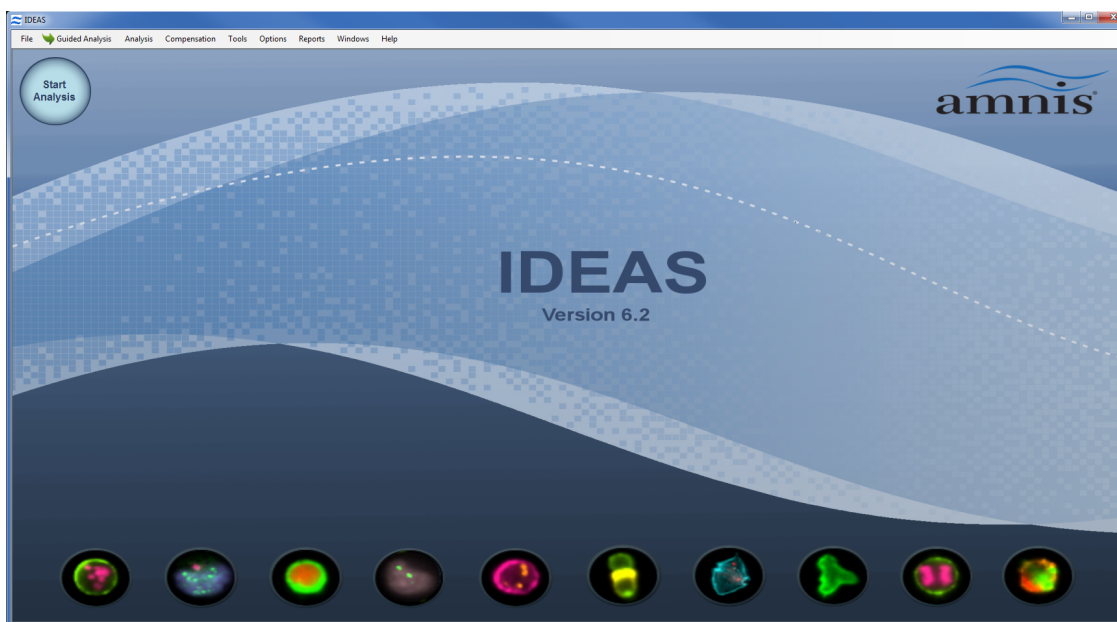 IDEAS
File Guided Analysis Analysis Compensation Tools Options Reports Windows Help
Start
Analysis
amnis®
IDEAS
Version 6.2